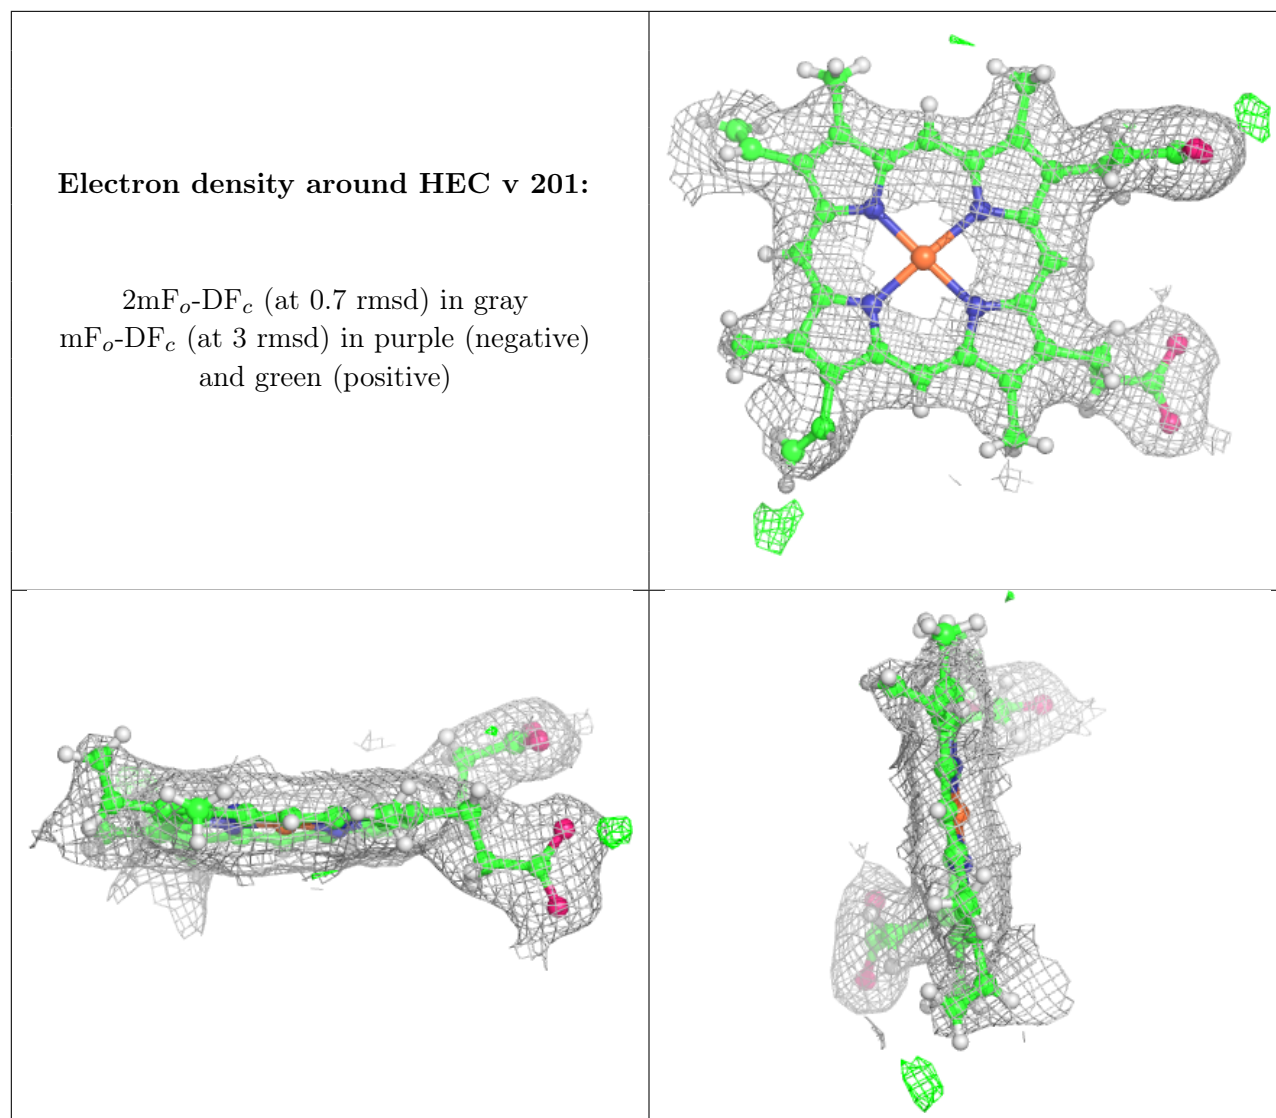 Electron density around HEC v 201:
2mFo-DFc (at 0.7 rmsd) in gray
mFo-DFc (at 3 rmsd) in purple (negative)
and green (positive)